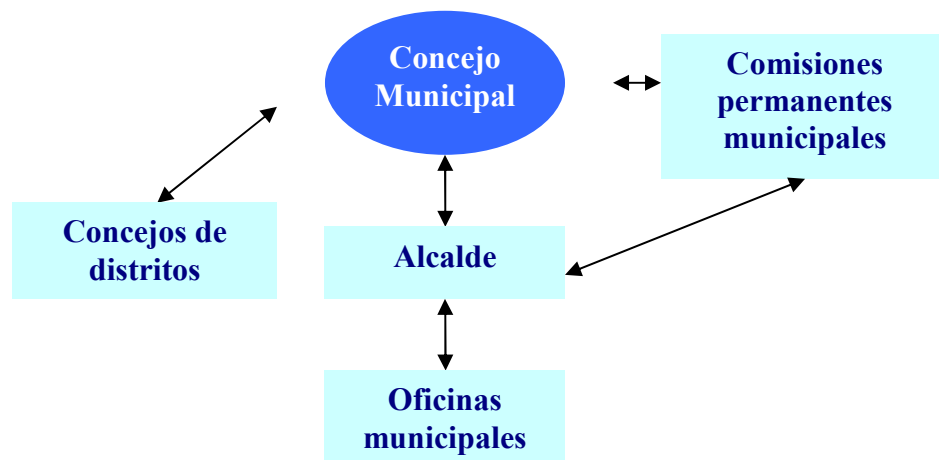 Concejo
Municipal
Comisiones
permanentes
municipales
Concejos de
distritos
Alcalde
Oficinas
municipales